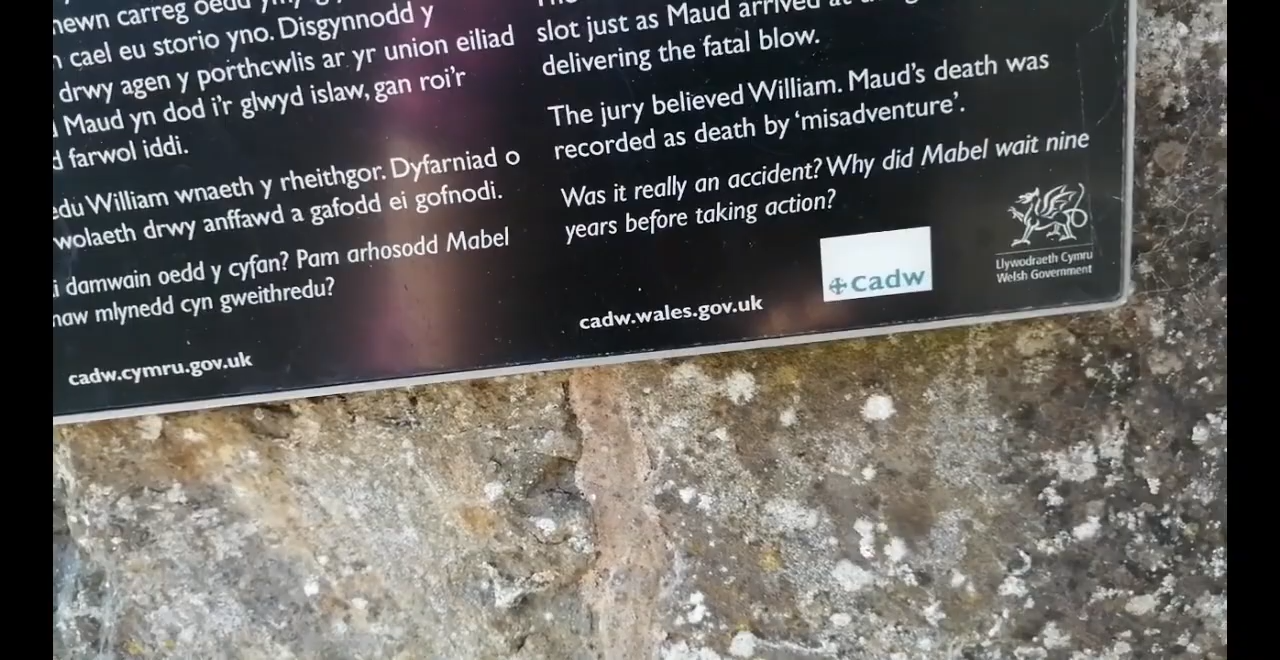 carreg oedd
cael eu storio yno. Disgynnodd y
drwy agen y porthcwlis ar yr union eiliad
Maud yn dod i'r glwyd islaw, gan roi'r
farwol iddi.
William wnaeth y rheithgor. Dyfarniad o
drwy anffawd a gafodd ei gofnodi.
damwain oedd y cyfan? Pam arhosodd Mabel
mlynedd cyn gweithredu?
cadw.cymru.gov.uk
slot just as Maud arrived at
delivering the fatal blow.
The jury believed William. Maud's death was
recorded as death by 'misadventure'.
Was it really an accident? Why did Mabel wait nine
years before taking action?
cadw.wales.gov.uk
Cadw
Llywodraeth Cymru
Welsh Government